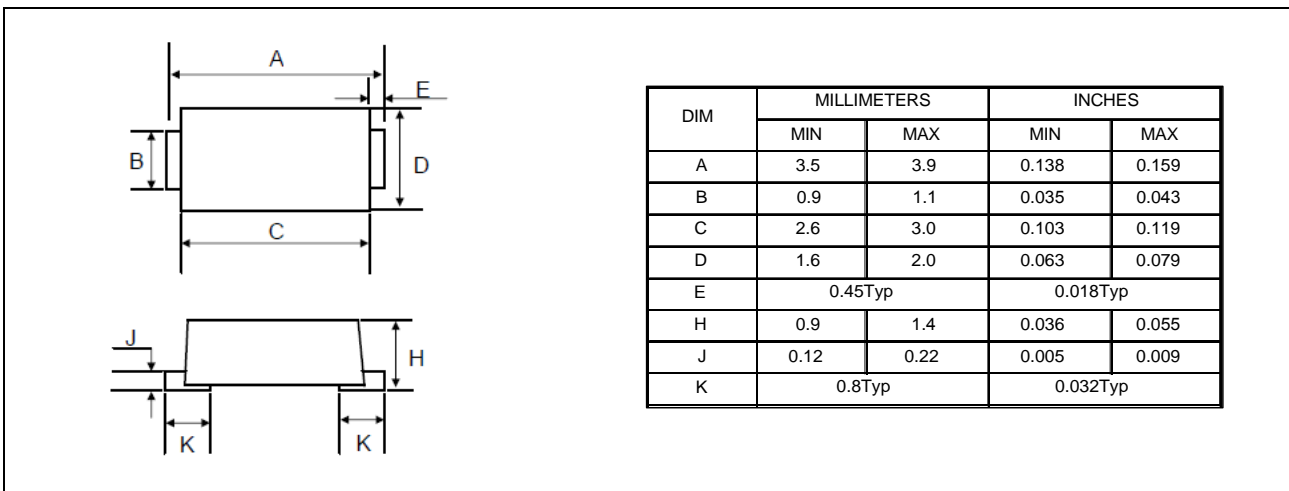 A
E
B
D
C
J
H
K
K
DIM MILLIMETERS INCHES
MIN MAX MIN MAX
A 3.5 3.9 0.138 0.159
B 0.9 1.1 0.035 0.043
C 2.6 3.0 0.103 0.119
D 1.6 2.0 0.063 0.079
E 0.45Typ 0.018Typ
H 0.9 1.4 0.036 0.055
J 0.12 0.22 0.005 0.009
K 0.8Typ 0.032Typ